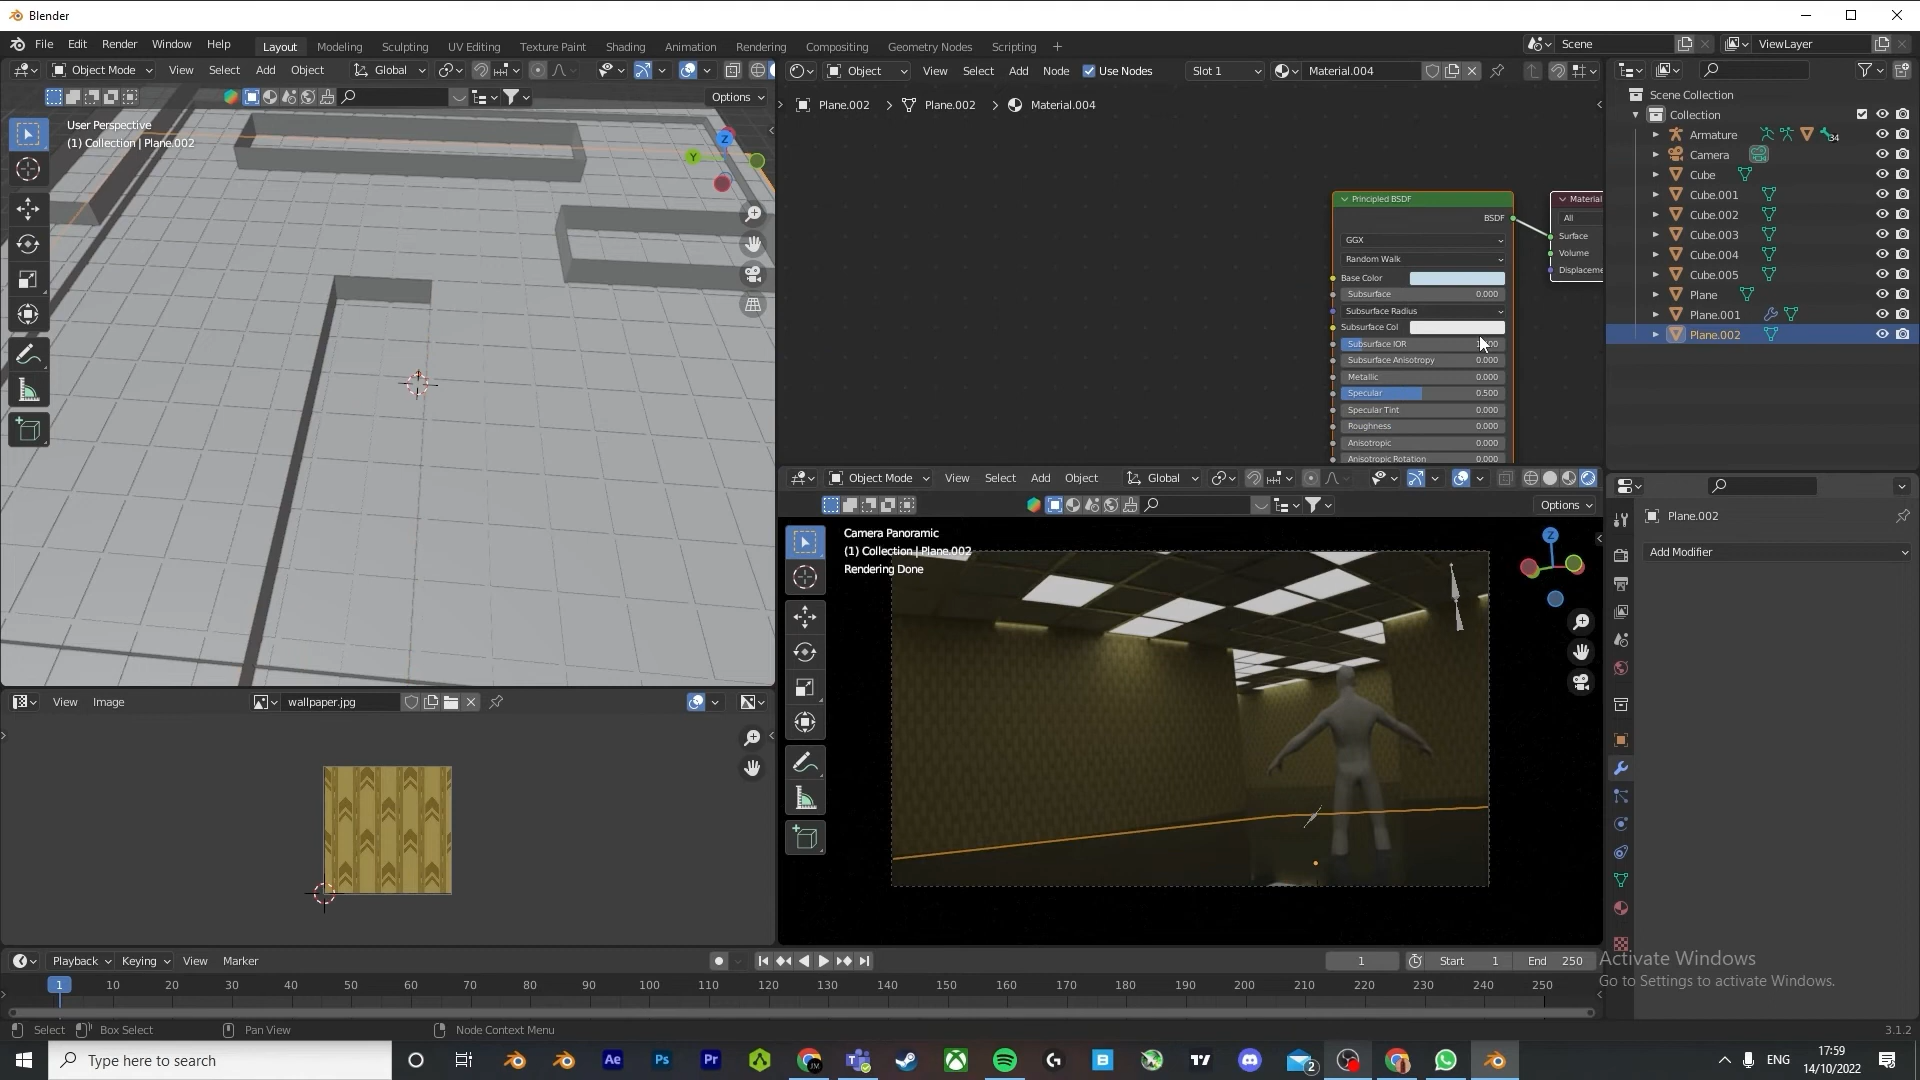 Blender
File Edit Render Window Help
Layout Modeling Sculpting UV Editing Texture Paint Shading Animation Rendering Compositing Geometry Nodes Scripting +
Scene
ViewLayer
Object Mode View Select Add Object Global
Options
User Perspective
(1) Collection | Plane.002
Z
Y
Object View Select Add Node Use Nodes Slot 1 Material.004
Plane.002 > Plane.002 > Material.004
Principled BSDF
BSDF
GGX
Random Walk
Base Color
Subsurface 0.000
Subsurface Radius
Subsurface Col
Subsurface IOR
Subsurface Anisotropy 0.000
Metallic 0.000
Specular 0.500
Specular Tint 0.000
Roughness 0.000
Anisotropic 0.000
Anisotropic Rotation 0.000
Material
All
Surface
Volume
Displaceme
Scene Collection
Collection
Armature 34
Camera
Cube
Cube.001
Cube.002
Cube.003
Cube.004
Cube.005
Plane
Plane.001
Plane.002
Object Mode View Select Add Object Global
Options
Camera Panoramic
(1) Collection | Plane.002
Rendering Done
Z
Plane.002
Add Modifier
View Image wallpaper.jpg
Playback Keying View Marker
1 Start 1 End 250
1 10 20 30 40 50 60 70 80 90 100 110 120 130 140 150 160 170 180 190 200 210 220 230 240 250
Activate Windows
Go to Settings to activate Windows.
Select Box Select Pan View Node Context Menu 3.1.2
Type here to search
Ae Ps Pr
JM
2
ENG
17:59
14/10/2022